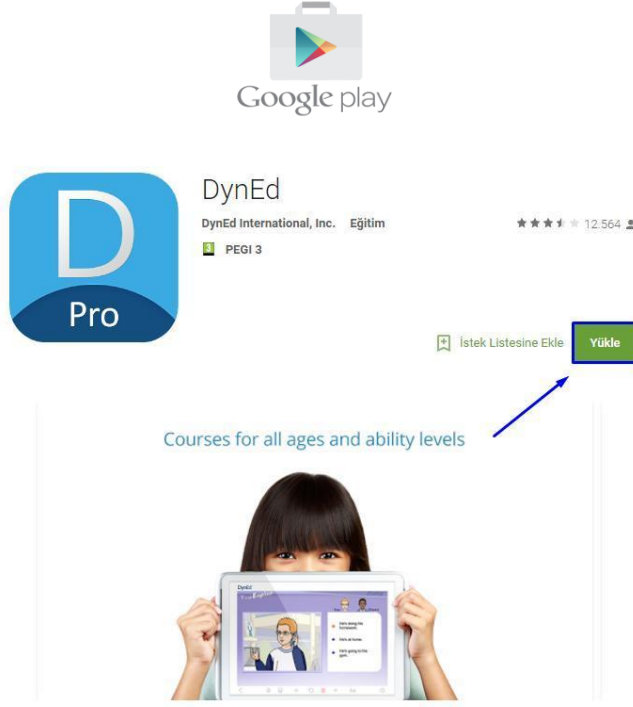 Google play
DynEd
DynEd International, Inc. Eğitim
12.564
3 PEGI 3
D
Pro
İstek Listesine Ekle
Yükle
Courses for all ages and ability levels
DynEd